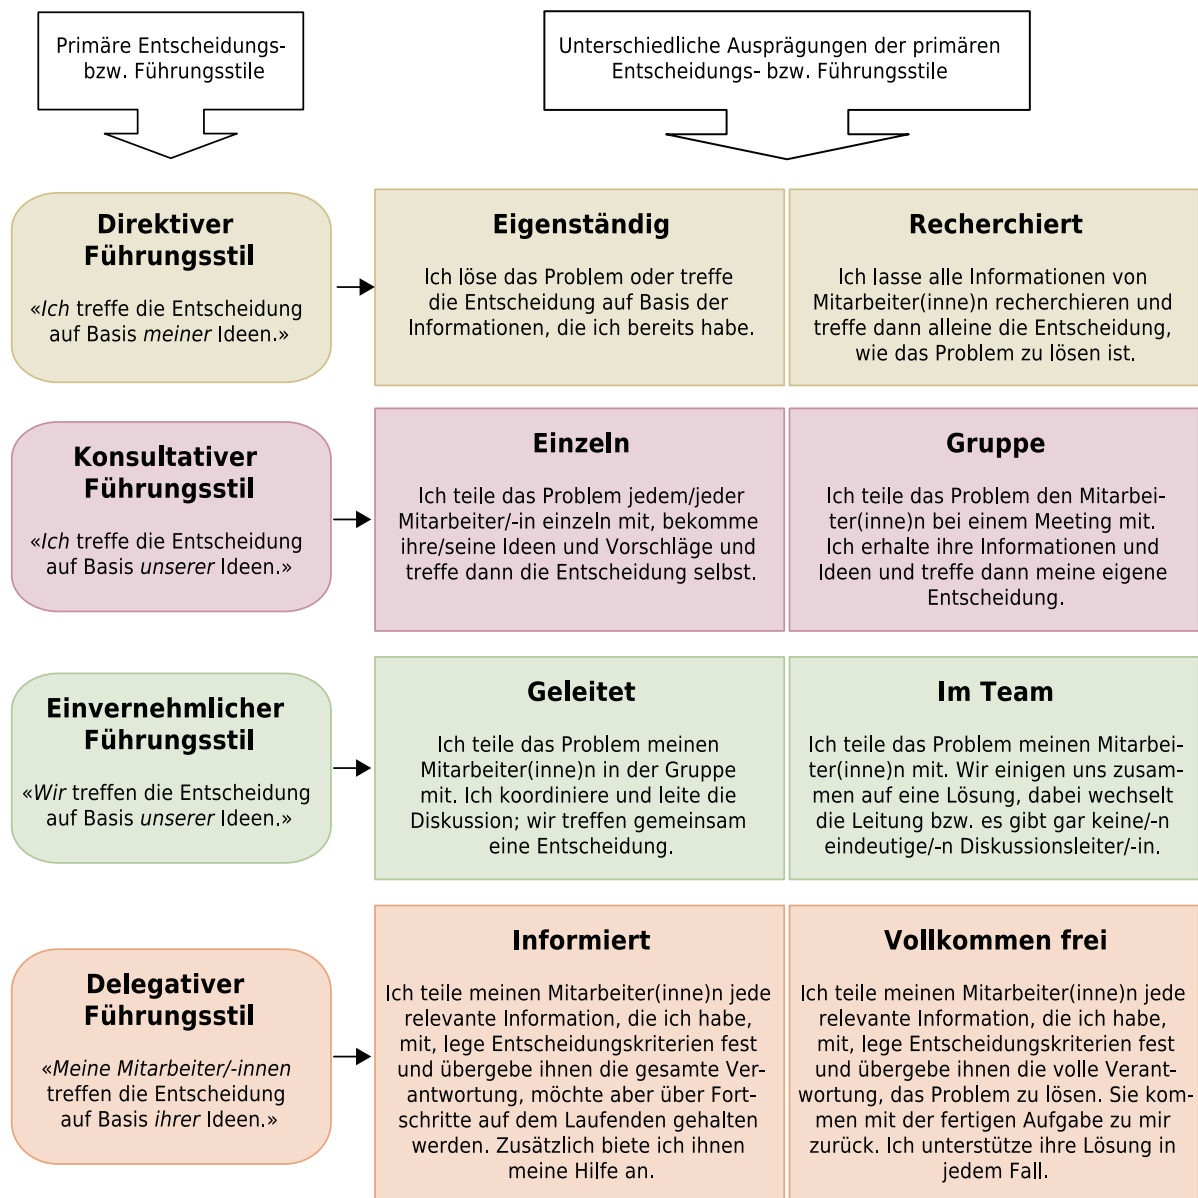 Primäre Entscheidungs-
bzw. Führungsstile
Unterschiedliche Ausprägungen der primären
Entscheidungs- bzw. Führungsstile
Direktiver
Führungsstil
«Ich treffe die Entscheidung
auf Basis meiner Ideen.»
Eigenständig
Ich löse das Problem oder treffe
die Entscheidung auf Basis der
Informationen, die ich bereits habe.
Recherchiert
Ich lasse alle Informationen von
Mitarbeiter(inne)n recherchieren und
treffe dann alleine die Entscheidung,
wie das Problem zu lösen ist.
Konsultativer
Führungsstil
«Ich treffe die Entscheidung
auf Basis unserer Ideen.»
Einzeln
Ich teile das Problem jedem/jeder
Mitarbeiter/-in einzeln mit, bekomme
ihre/seine Ideen und Vorschläge und
treffe dann die Entscheidung selbst.
Gruppe
Ich teile das Problem den Mitarbei-
ter(inne)n bei einem Meeting mit.
Ich erhalte ihre Informationen und
Ideen und treffe dann meine eigene
Entscheidung.
Einvernehmlicher
Führungsstil
«Wir treffen die Entscheidung
auf Basis unserer Ideen.»
Geleitet
Ich teile das Problem meinen
Mitarbeiter(inne)n in der Gruppe
mit. Ich koordiniere und leite die
Diskussion; wir treffen gemeinsam
eine Entscheidung.
Im Team
Ich teile das Problem meinen Mitarbei-
ter(inne)n mit. Wir einigen uns zusam-
men auf eine Lösung, dabei wechselt
die Leitung bzw. es gibt gar keine/-n
eindeutige/-n Diskussionsleiter/-in.
Delegativer
Führungsstil
«Meine Mitarbeiter/-innen
treffen die Entscheidung
auf Basis ihrer Ideen.»
Informiert
Ich teile meinen Mitarbeiter(inne)n jede
relevante Information, die ich habe,
mit, lege Entscheidungskriterien fest
und übergebe ihnen die gesamte Ver-
antwortung, möchte aber über Fort-
schritte auf dem Laufenden gehalten
werden. Zusätzlich biete ich ihnen
meine Hilfe an.
Vollkommen frei
Ich teile meinen Mitarbeiter(inne)n jede
relevante Information, die ich habe,
mit, lege Entscheidungskriterien fest
und übergebe ihnen die volle Verant-
wortung, das Problem zu lösen. Sie kom-
men mit der fertigen Aufgabe zu mir
zurück. Ich unterstütze ihre Lösung in
jedem Fall.